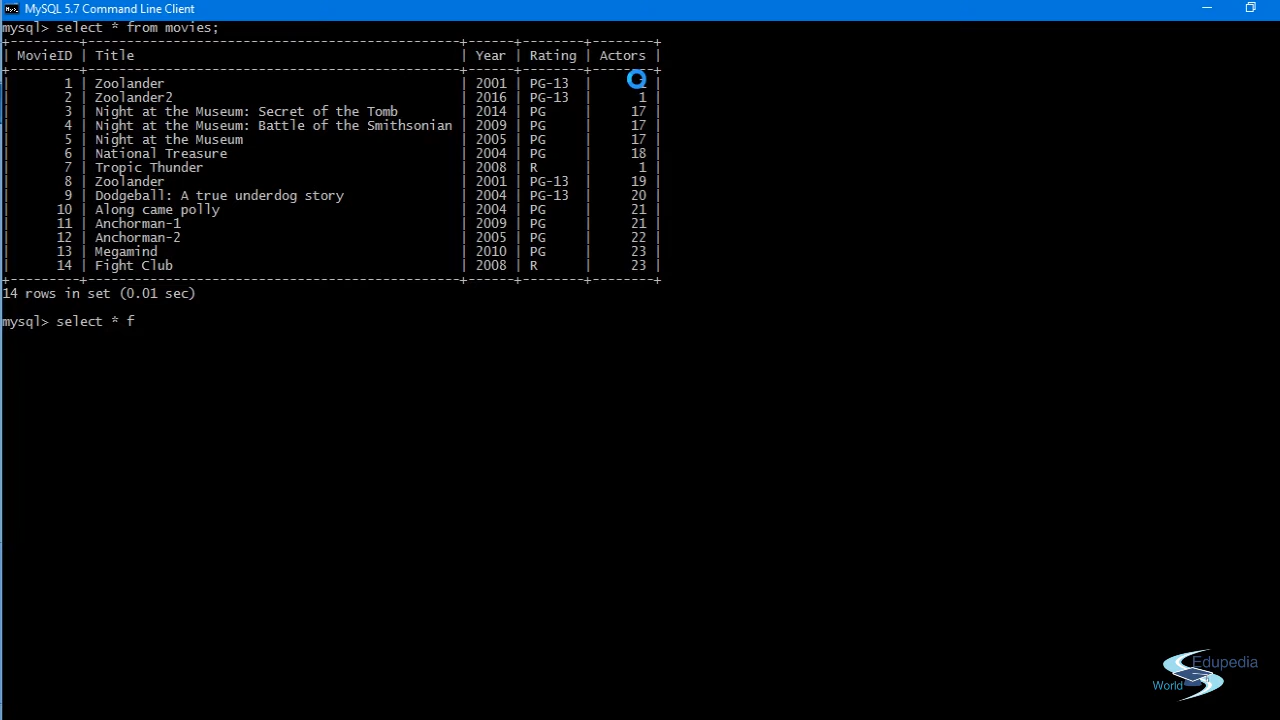 MySQL 5.7 Command Line Client
mysql> select * from movies;
+---------+------------------------------------------------+------+--------+--------+
| MovieID | Title | Year | Rating | Actors |
+---------+------------------------------------------------+------+--------+--------+
| 1 | Zoolander | 2001 | PG-13 | |
| 2 | Zoolander2 | 2016 | PG-13 | 1 |
| 3 | Night at the Museum: Secret of the Tomb | 2014 | PG | 17 |
| 4 | Night at the Museum: Battle of the Smithsonian | 2009 | PG | 17 |
| 5 | Night at the Museum | 2005 | PG | 17 |
| 6 | National Treasure | 2004 | PG | 18 |
| 7 | Tropic Thunder | 2008 | R | 1 |
| 8 | Zoolander | 2001 | PG-13 | 19 |
| 9 | Dodgeball: A true underdog story | 2004 | PG-13 | 20 |
| 10 | Along came polly | 2004 | PG | 21 |
| 11 | Anchorman-1 | 2009 | PG | 21 |
| 12 | Anchorman-2 | 2005 | PG | 22 |
| 13 | Megamind | 2010 | PG | 23 |
| 14 | Fight Club | 2008 | R | 23 |
+---------+------------------------------------------------+------+--------+--------+
14 rows in set (0.01 sec)
mysql> select * f
Edupedia
World